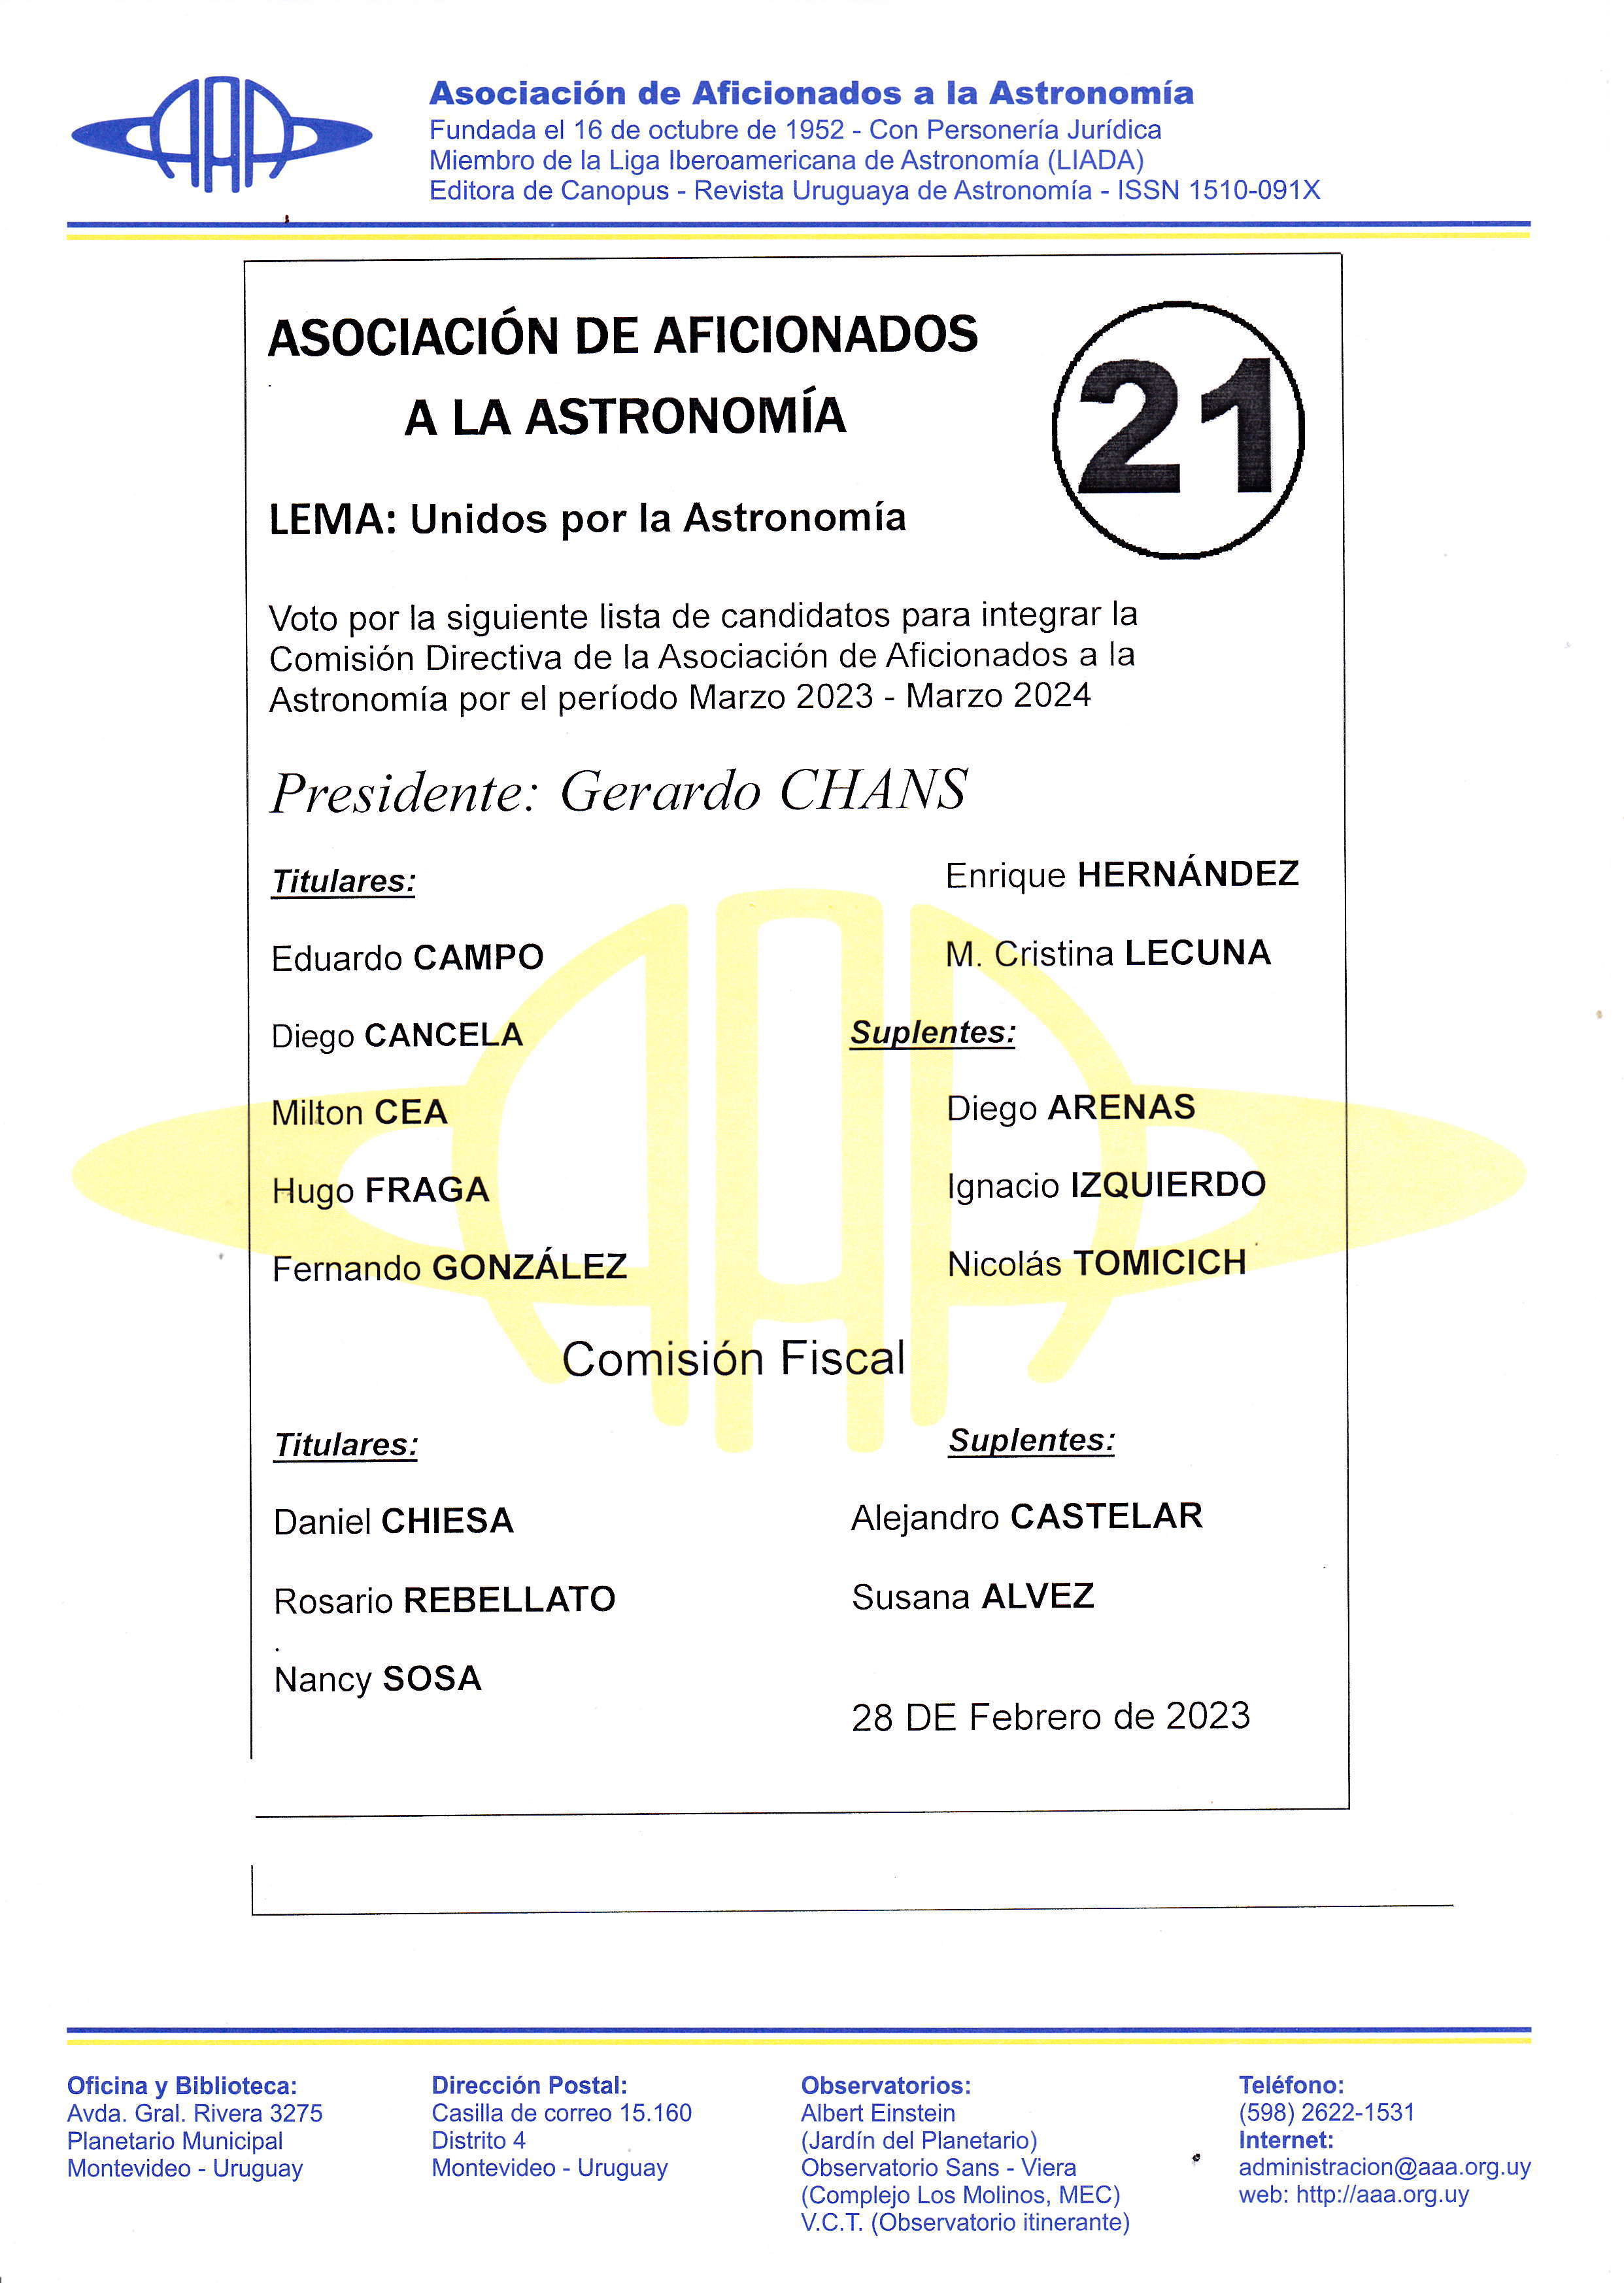 Asociación de Aficionados a la Astronomía
Fundada el 16 de octubre de 1952 - Con Personería Jurídica
Miembro de la Liga Iberoamericana de Astronomía (LIADA)
Editora de Canopus - Revista Uruguaya de Astronomía - ISSN 1510-091X
ASOCIACIÓN DE AFICIONADOS
A LA ASTRONOMÍA
21
LEMA: Unidos por la Astronomía
Voto por la siguiente lista de candidatos para integrar la
Comisión Directiva de la Asociación de Aficionados a la
Astronomía por el período Marzo 2023 - Marzo 2024
Presidente: Gerardo CHANS
Titulares:
Eduardo CAMPO
Diego CANCELA
Milton CEA
Hugo FRAGA
Fernando GONZÁLEZ
Enrique HERNÁNDEZ
M. Cristina LECUNA
Suplentes:
Diego ARENAS
Ignacio IZQUIERDO
Nicolás TOMICICH
Comisión Fiscal
Titulares:
Daniel CHIESA
Rosario REBELLATO
Nancy SOSA
Suplentes:
Alejandro CASTELAR
Susana ALVEZ
28 DE Febrero de 2023
Oficina y Biblioteca:
Avda. Gral. Rivera 3275
Planetario Municipal
Montevideo - Uruguay
Dirección Postal:
Casilla de correo 15.160
Distrito 4
Montevideo - Uruguay
Observatorios:
Albert Einstein
(Jardín del Planetario)
Observatorio Sans - Viera
(Complejo Los Molinos, MEC)
V.C.T. (Observatorio itinerante)
Teléfono:
(598) 2622-1531
Internet:
administracion@aaa.org.uy
web: http://aaa.org.uy